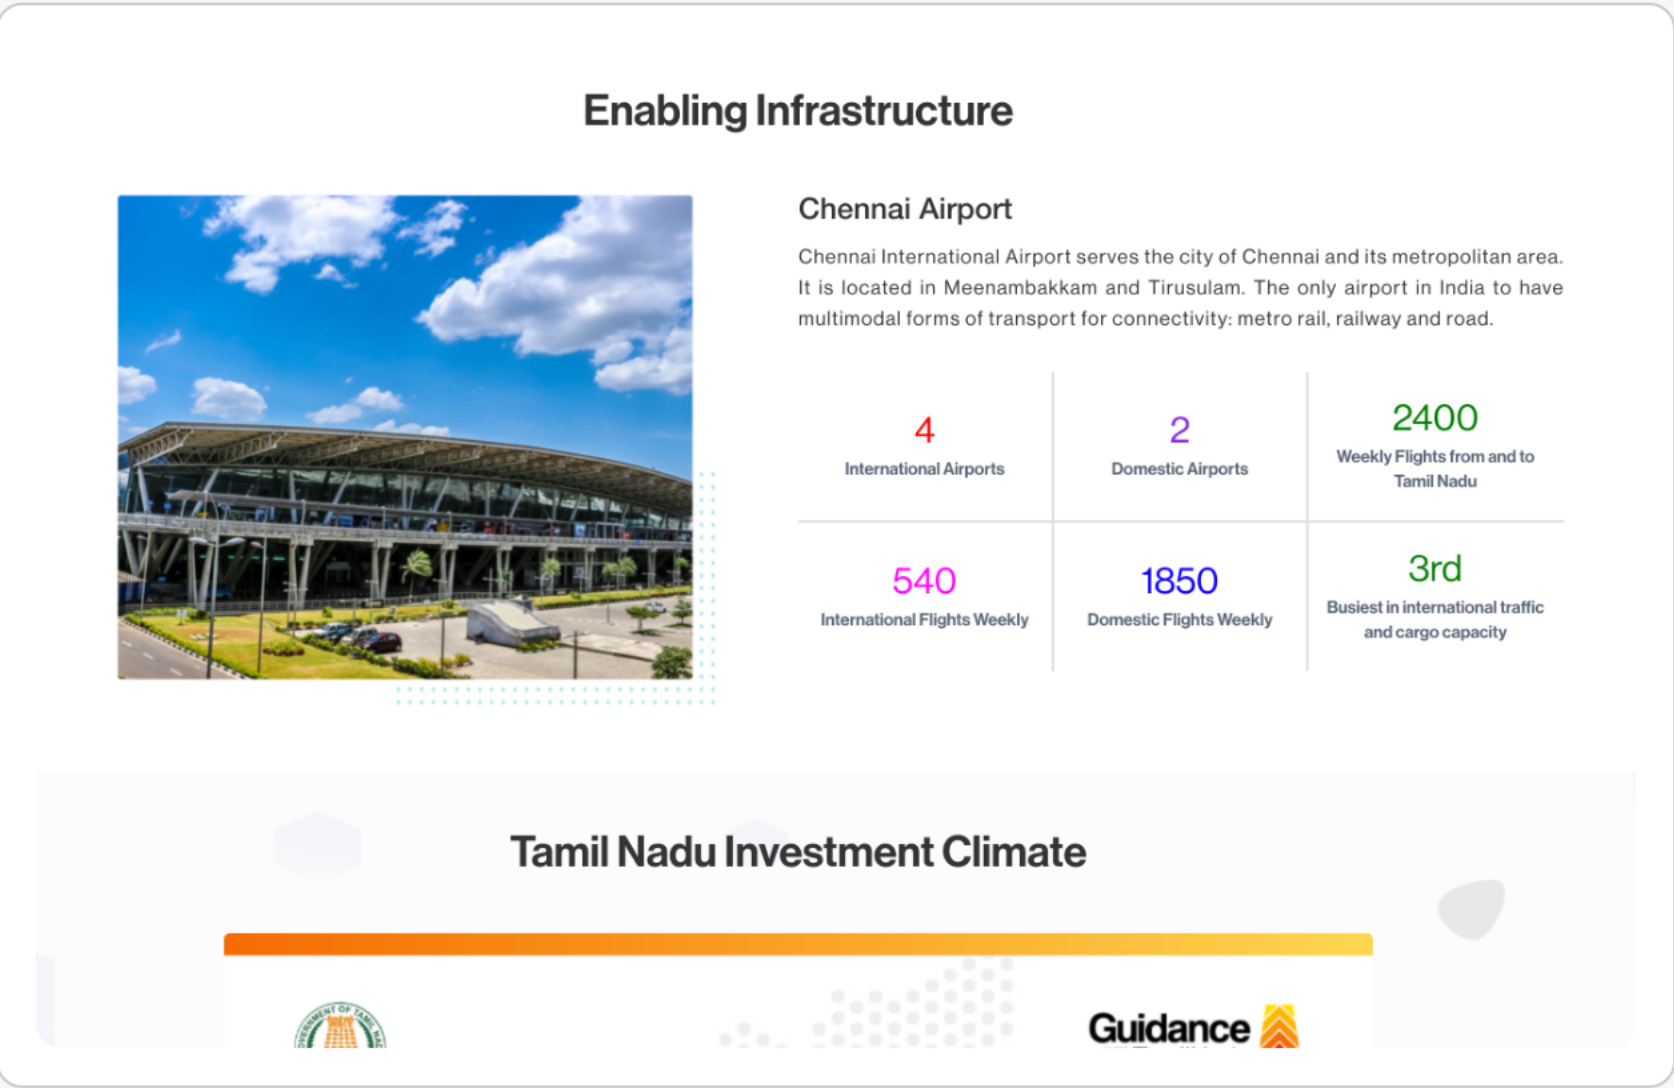 Enabling Infrastructure
Chennai Airport
Chennai International Airport serves the city of Chennai and its metropolitan area.
It is located in Meenambakkam and Tirusulam. The only airport in India to have
multimodal forms of transport for connectivity: metro rail, railway and road.
4
International Airports
2
Domestic Airports
2400
Weekly Flights from and to
Tamil Nadu
540
International Flights Weekly
1850
Domestic Flights Weekly
3rd
Busiest in international traffic
and cargo capacity
Tamil Nadu Investment Climate
GOVERNMENT OF TAMIL
Guidance